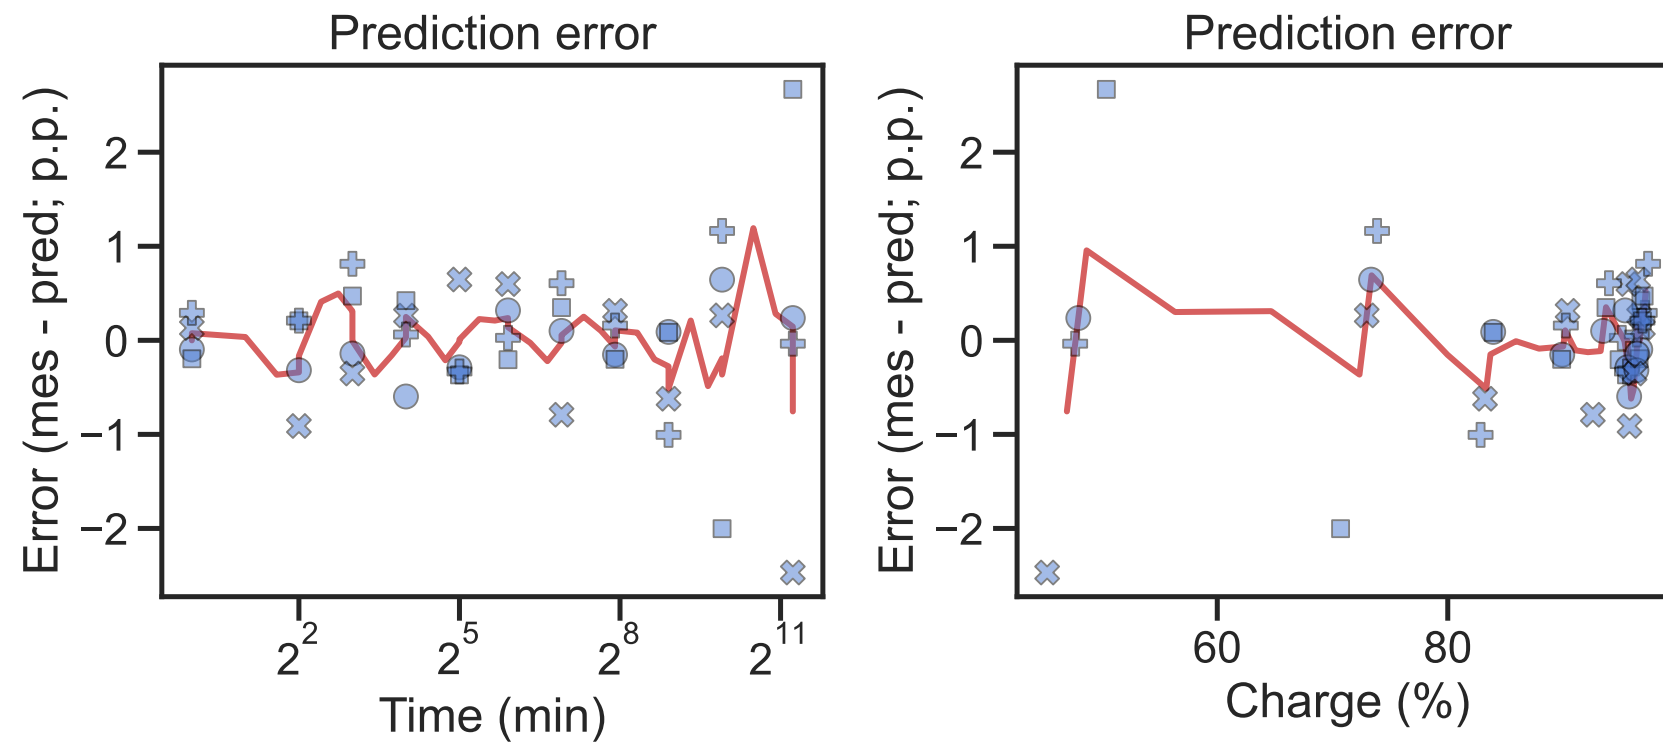 Prediction error
Error (mes - pred; p.p.)
2
1
0
−1
−2
2^2
2^5
2^8
2^11
Time (min)
Prediction error
Error (mes - pred; p.p.)
2
1
0
−1
−2
60
80
Charge (%)